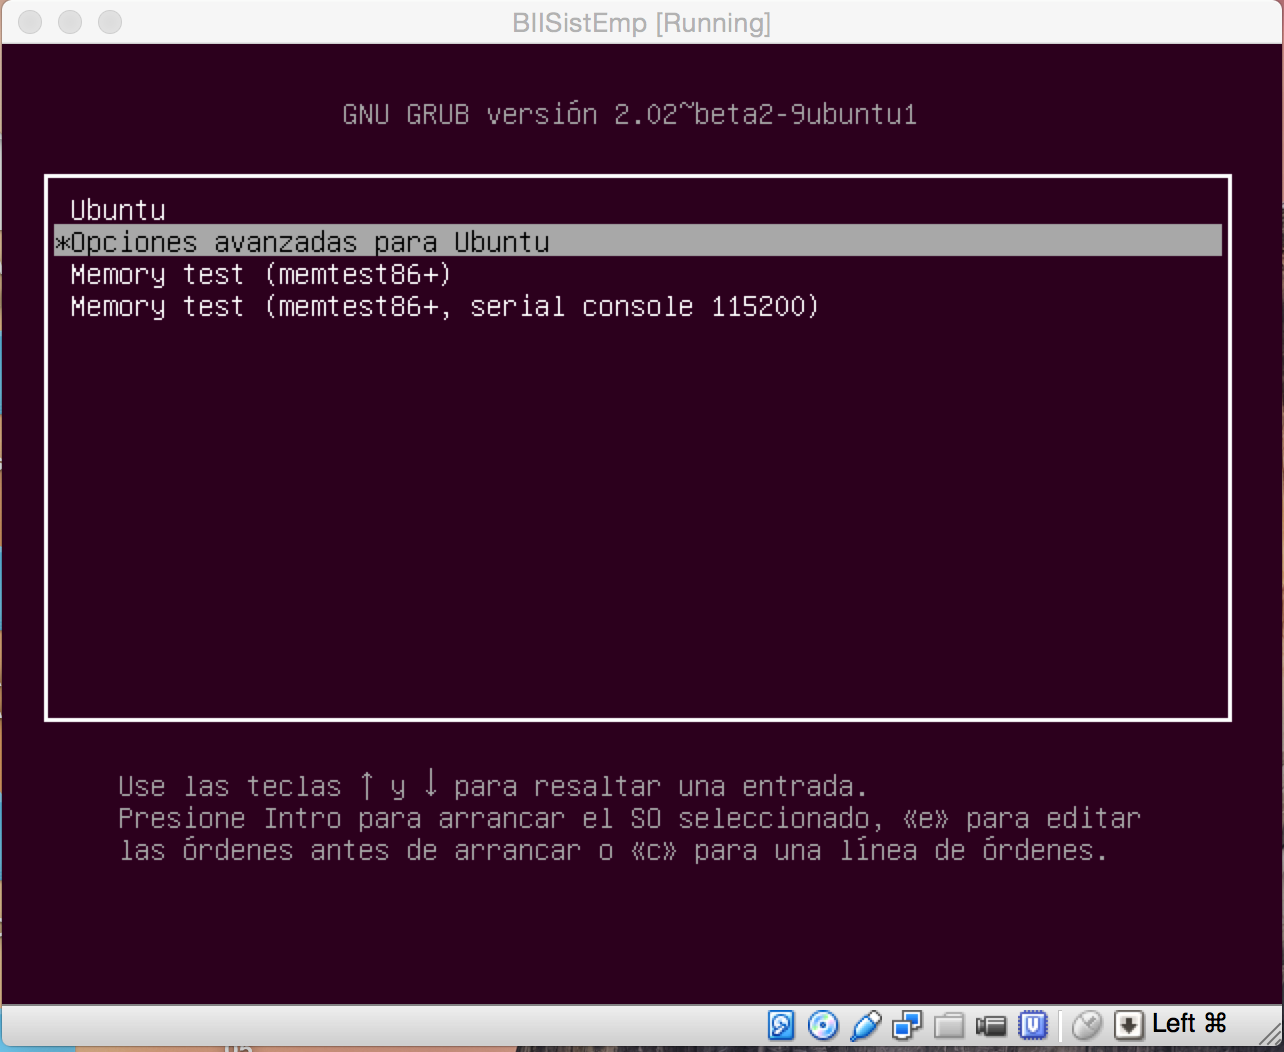 BIISistEmp [Running]
GNU GRUB versión 2.02~beta2-9ubuntu1
Ubuntu
*Opciones avanzadas para Ubuntu
Memory test (memtest86+)
Memory test (memtest86+, serial console 115200)
Use las teclas ↑ y ↓ para resaltar una entrada.
Presione Intro para arrancar el SO seleccionado, «e» para editar
las órdenes antes de arrancar o «c» para una línea de órdenes.
Left ⌘